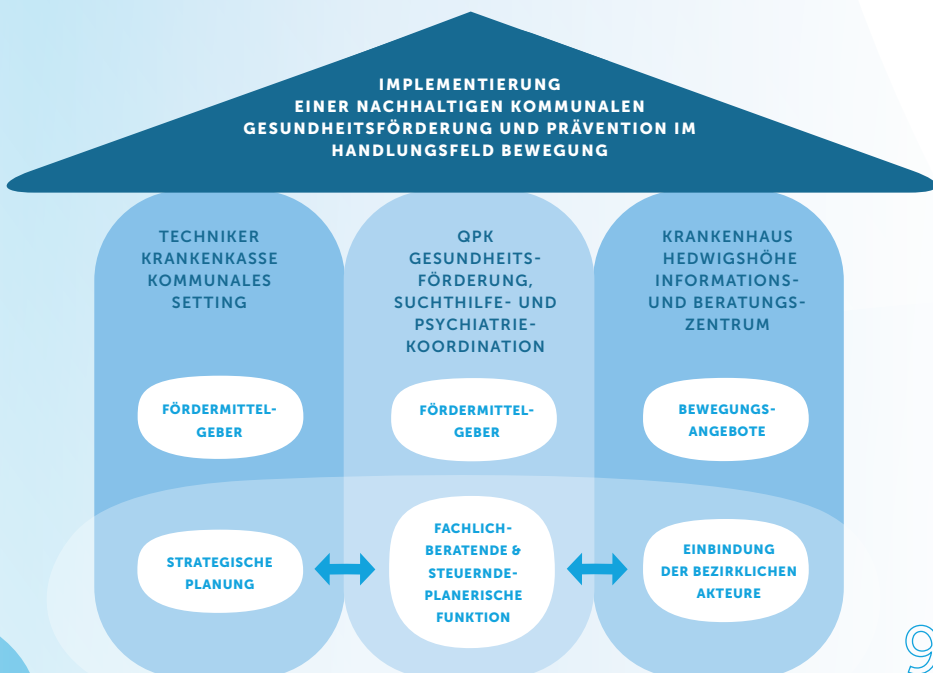 IMPLEMENTIERUNG
EINER NACHHALTIGEN KOMMUNALEN
GESUNDHEITSFÖRDERUNG UND PRÄVENTION IM
HANDLUNGSFELD BEWEGUNG
TECHNIKER
KRANKENKASSE
KOMMUNALES
SETTING
QPK
GESUNDHEITS-
FÖRDERUNG,
SUCHTHILFE- UND
PSYCHIATRIE-
KOORDINATION
KRANKENHAUS
HEDWIGSHÖHE
INFORMATIONS-
UND BERATUNGS-
ZENTRUM
FÖRDERMITTEL-
GEBER
FÖRDERMITTEL-
GEBER
BEWEGUNGS-
ANGEBOTE
STRATEGISCHE
PLANUNG
FACHLICH-
BERATENDE &
STEUERNDE-
PLANERISCHE
FUNKTION
EINBINDUNG
DER BEZIRKLICHEN
AKTEURE
9